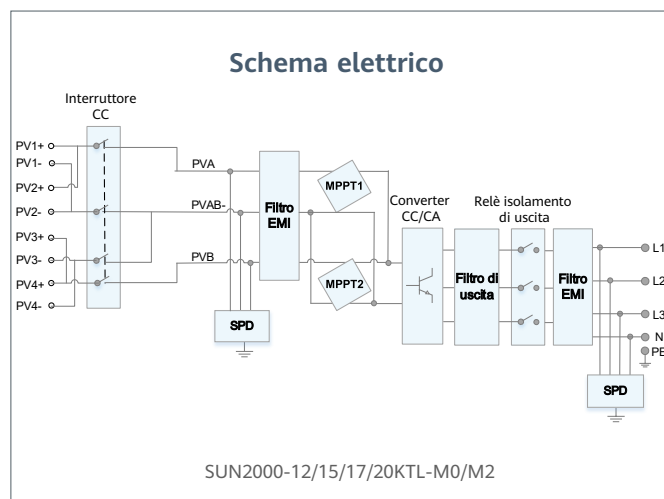 Schema elettrico
Interruttore
CC
PV1+
PV1-
PV2+
PV2-
PV3+
PV3-
PV4+
PV4-
PVA
PVAB-
PVB
SPD
Filtro
EMI
MPPT1
MPPT2
Converter
CC/CA
Filtro di
uscita
Relè isolamento
di uscita
Filtro
EMI
L1
L2
L3
N
PE
SPD
SUN2000-12/15/17/20KTL-M0/M2